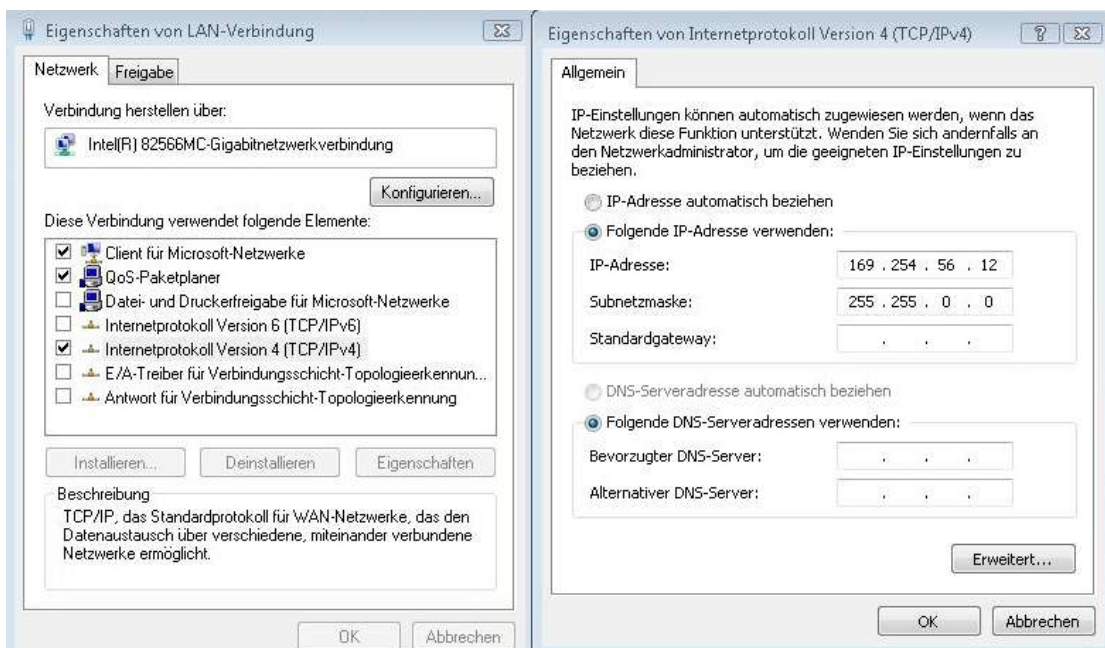 Eigenschaften von LAN-Verbindung
Netzwerk
Freigabe
Verbindung herstellen über:
Intel(R) 82566MC-Gigabitnetzwerkverbindung
Konfigurieren...
Diese Verbindung verwendet folgende Elemente:
Client für Microsoft-Netzwerke
QoS-Paketplaner
Datei- und Druckerfreigabe für Microsoft-Netzwerke
Internetprotokoll Version 6 (TCP/IPv6)
Internetprotokoll Version 4 (TCP/IPv4)
E/A-Treiber für Verbindungsschicht-Topologieerkennun...
Antwort für Verbindungsschicht-Topologieerkennung
Installieren...
Deinstallieren
Eigenschaften
Beschreibung
TCP/IP, das Standardprotokoll für WAN-Netzwerke, das den
Datenaustausch über verschiedene, miteinander verbundene
Netzwerke ermöglicht.
OK
Abbrechen
Eigenschaften von Internetprotokoll Version 4 (TCP/IPv4)
Allgemein
IP-Einstellungen können automatisch zugewiesen werden, wenn das
Netzwerk diese Funktion unterstützt. Wenden Sie sich andernfalls an
den Netzwerkadministrator, um die geeigneten IP-Einstellungen zu
beziehen.
IP-Adresse automatisch beziehen
Folgende IP-Adresse verwenden:
IP-Adresse: 169 . 254 . 56 . 12
Subnetzmaske: 255 . 255 . 0 . 0
Standardgateway: . . .
DNS-Serveradresse automatisch beziehen
Folgende DNS-Serveradressen verwenden:
Bevorzugter DNS-Server: . . .
Alternativer DNS-Server: . . .
Erweitert...
OK
Abbrechen